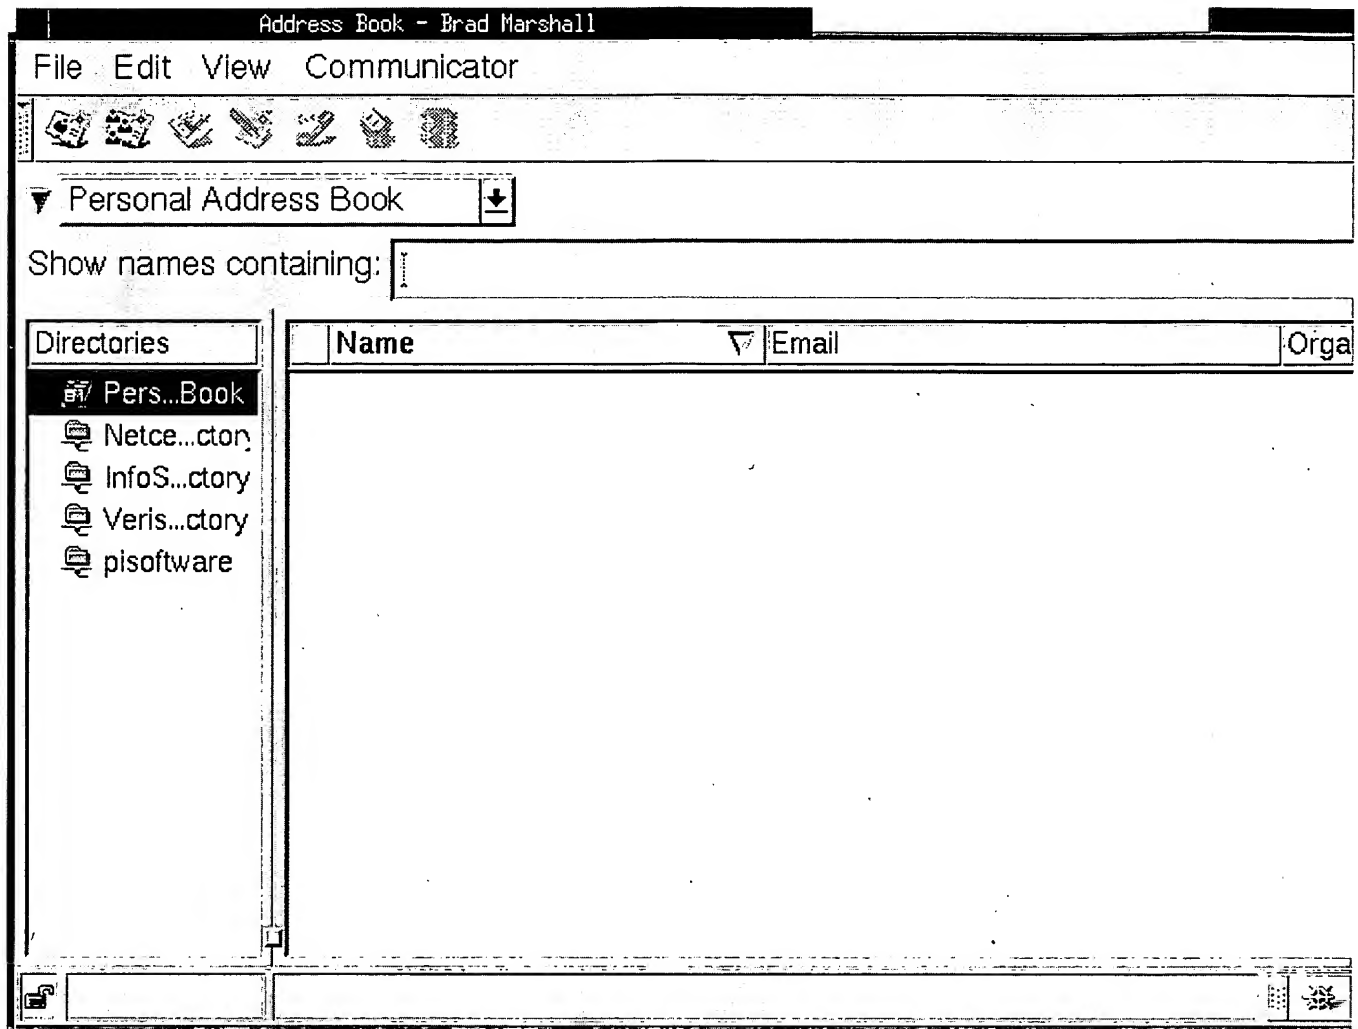 Address Book - Brad Marshall
File Edit View Communicator
Personal Address Book
Show names containing:
Directories Name Email Orga
Pers...Book
Netce...ctory
InfoS...ctory
Veris...ctory
pisoftware